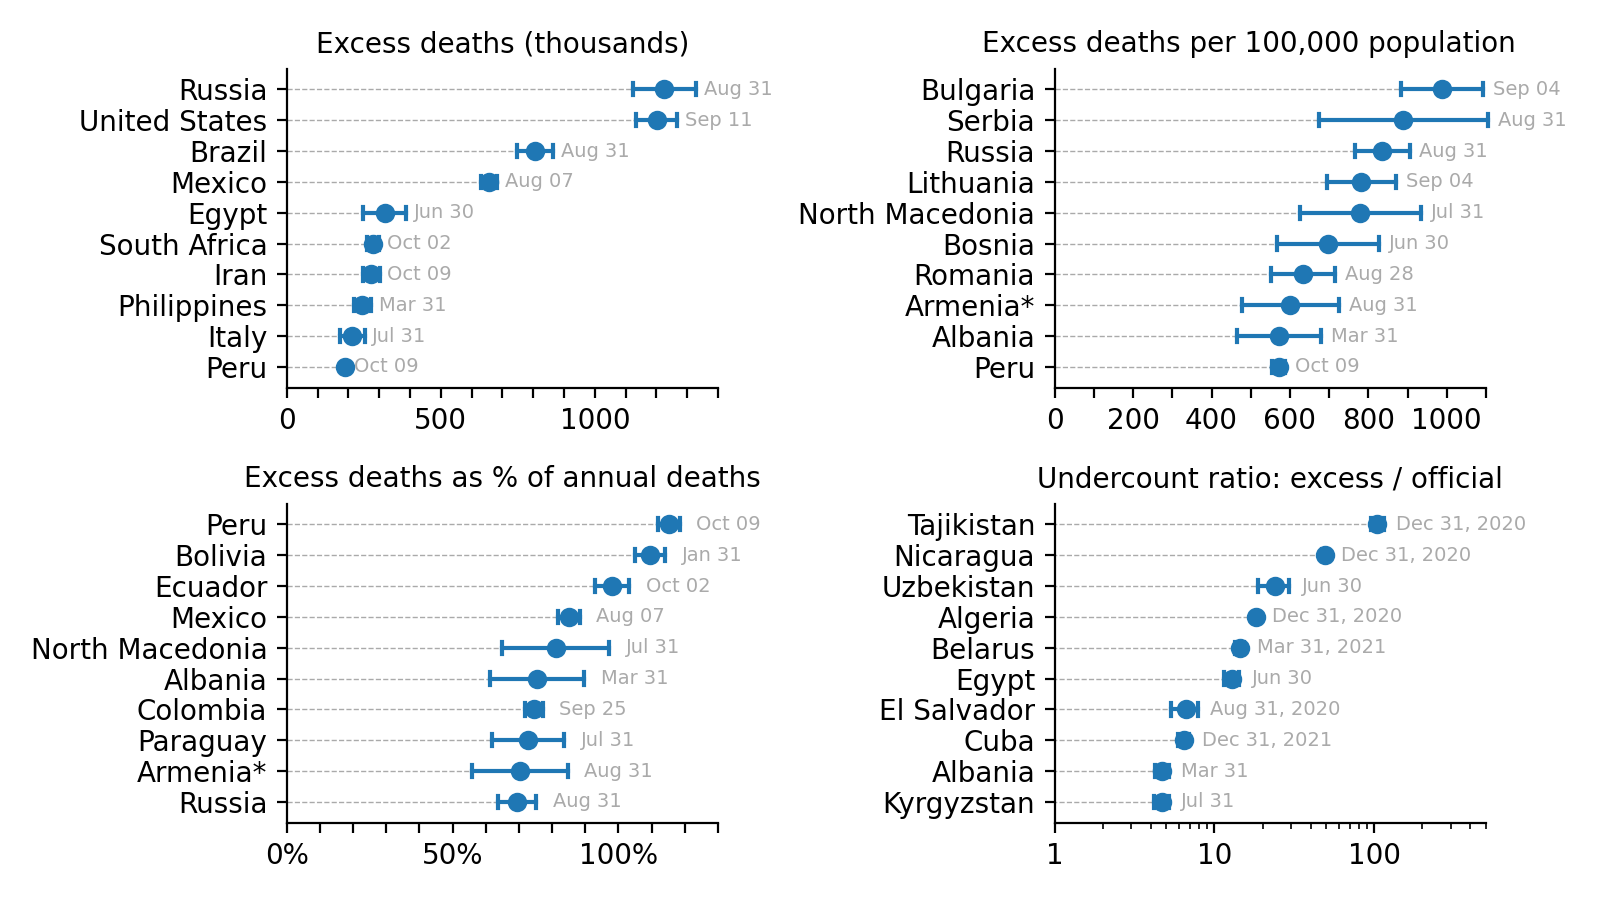 Excess deaths (thousands)
Russia Aug 31
United States Sep 11
Brazil Aug 31
Mexico Aug 07
Egypt Jun 30
South Africa Oct 02
Iran Oct 09
Philippines Mar 31
Italy Jul 31
Peru Oct 09
0 500 1000
Excess deaths per 100,000 population
Bulgaria Sep 04
Serbia Aug 31
Russia Aug 31
Lithuania Sep 04
North Macedonia Jul 31
Bosnia Jun 30
Romania Aug 28
Armenia* Aug 31
Albania Mar 31
Peru Oct 09
0 200 400 600 800 1000
Excess deaths as % of annual deaths
Peru Oct 09
Bolivia Jan 31
Ecuador Oct 02
Mexico Aug 07
North Macedonia Jul 31
Albania Mar 31
Colombia Sep 25
Paraguay Jul 31
Armenia* Aug 31
Russia Aug 31
0% 50% 100%
Undercount ratio: excess / official
Tajikistan Dec 31, 2020
Nicaragua Dec 31, 2020
Uzbekistan Jun 30
Algeria Dec 31, 2020
Belarus Mar 31, 2021
Egypt Jun 30
El Salvador Aug 31, 2020
Cuba Dec 31, 2021
Albania Mar 31
Kyrgyzstan Jul 31
1 10 100